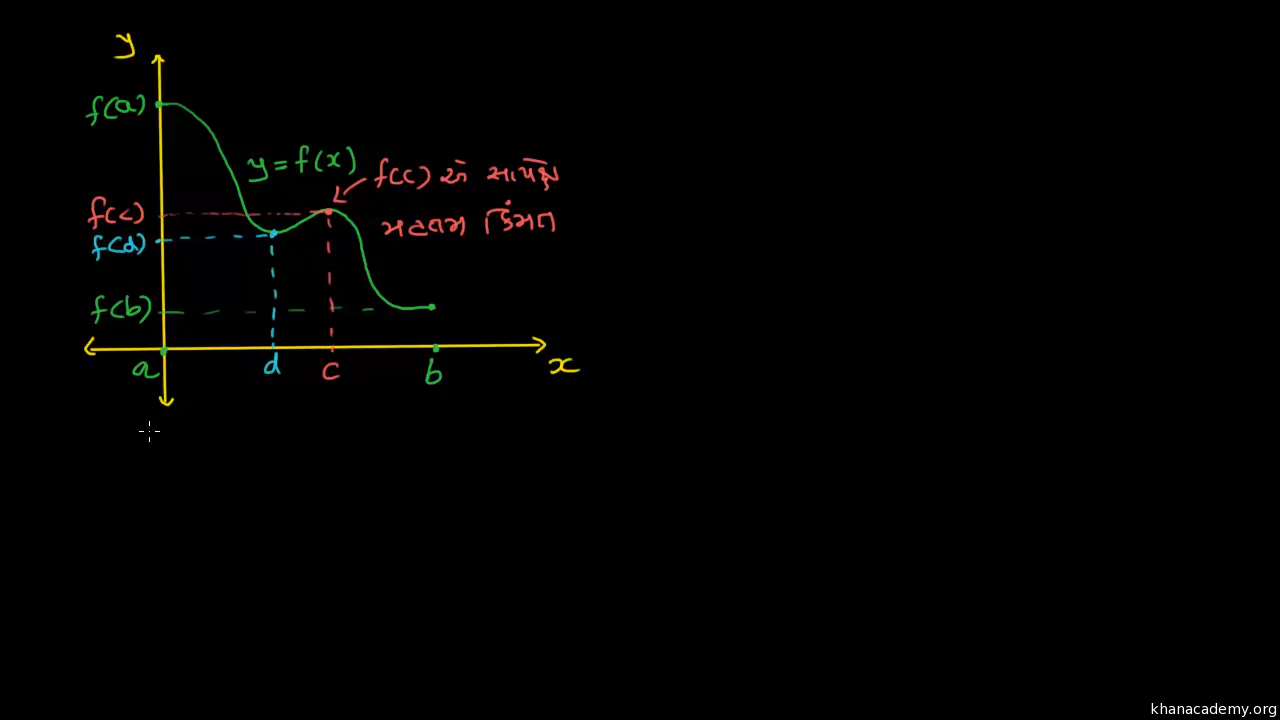 y
f(a)
y = f(x)
f(c) એ સાપેક્ષ
મહત્તમ કિંમત
f(c)
f(d)
f(b)
a d c b x
khanacademy.org